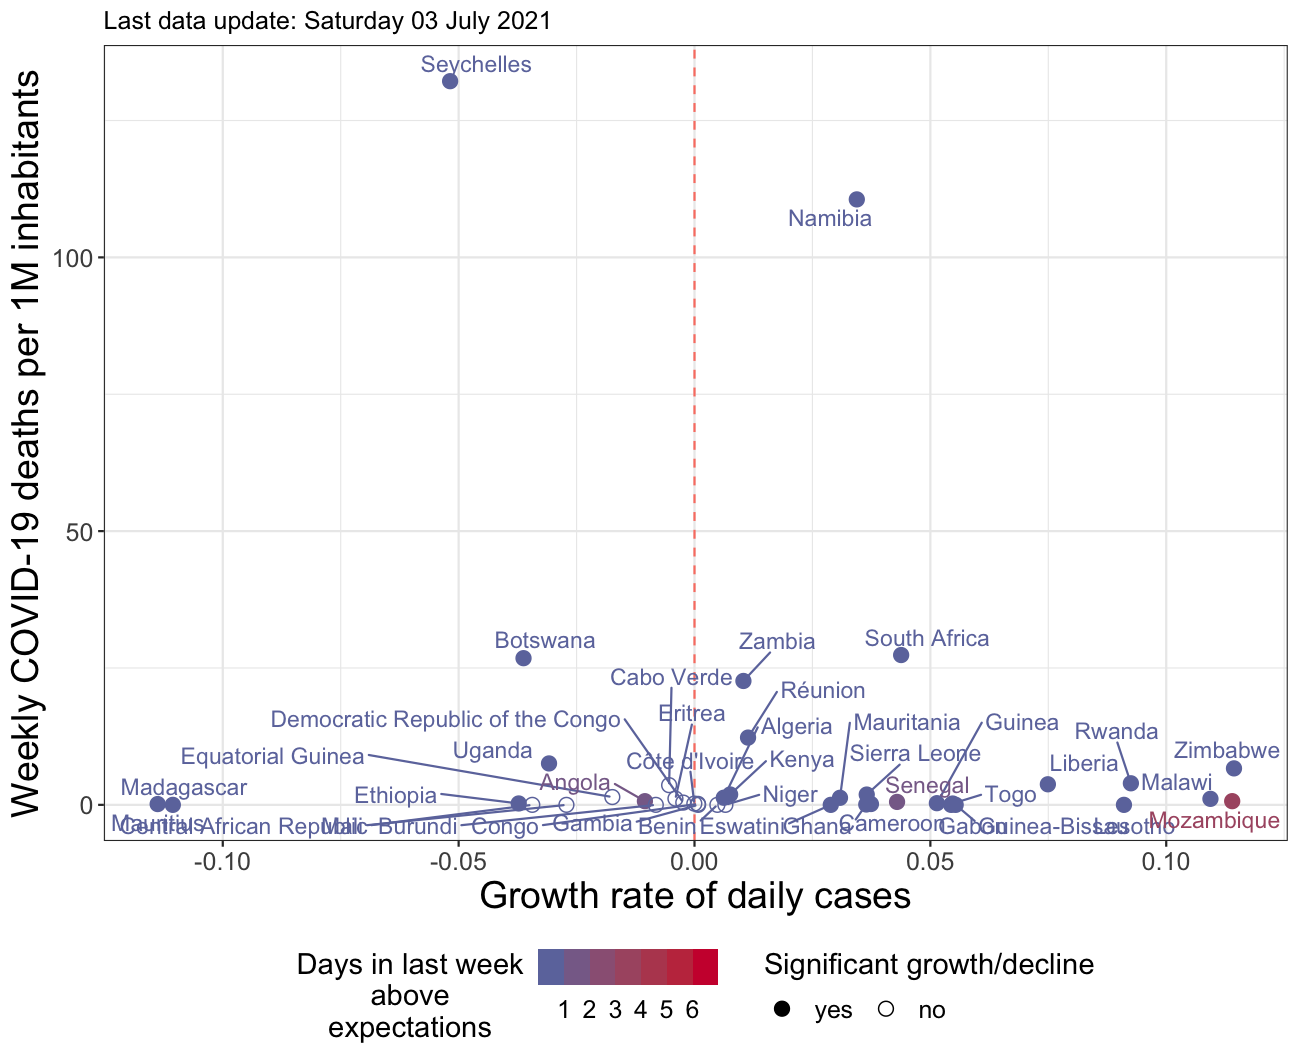 Last data update: Saturday 03 July 2021
Weekly COVID-19 deaths per 1M inhabitants
100
50
0
Seychelles
Namibia
Botswana
Zambia
South Africa
Cabo Verde
Réunion
Democratic Republic of the Congo
Eritrea
Algeria
Mauritania
Guinea
Rwanda
Equatorial Guinea
Uganda
Côte d'Ivoire
Kenya
Sierra Leone
Liberia
Zimbabwe
Madagascar
Ethiopia
Angola
Niger
Senegal
Togo
Malawi
Mauritius
Central African Republic
Mali
Burundi
Congo
Gambia
Benin
Eswatini
Ghana
Cameroon
Gabon
Guinea-Bissau
Lesotho
Mozambique
-0.10
-0.05
0.00
0.05
0.10
Growth rate of daily cases
Days in last week
above
expectations
1 2 3 4 5 6
Significant growth/decline
yes
no